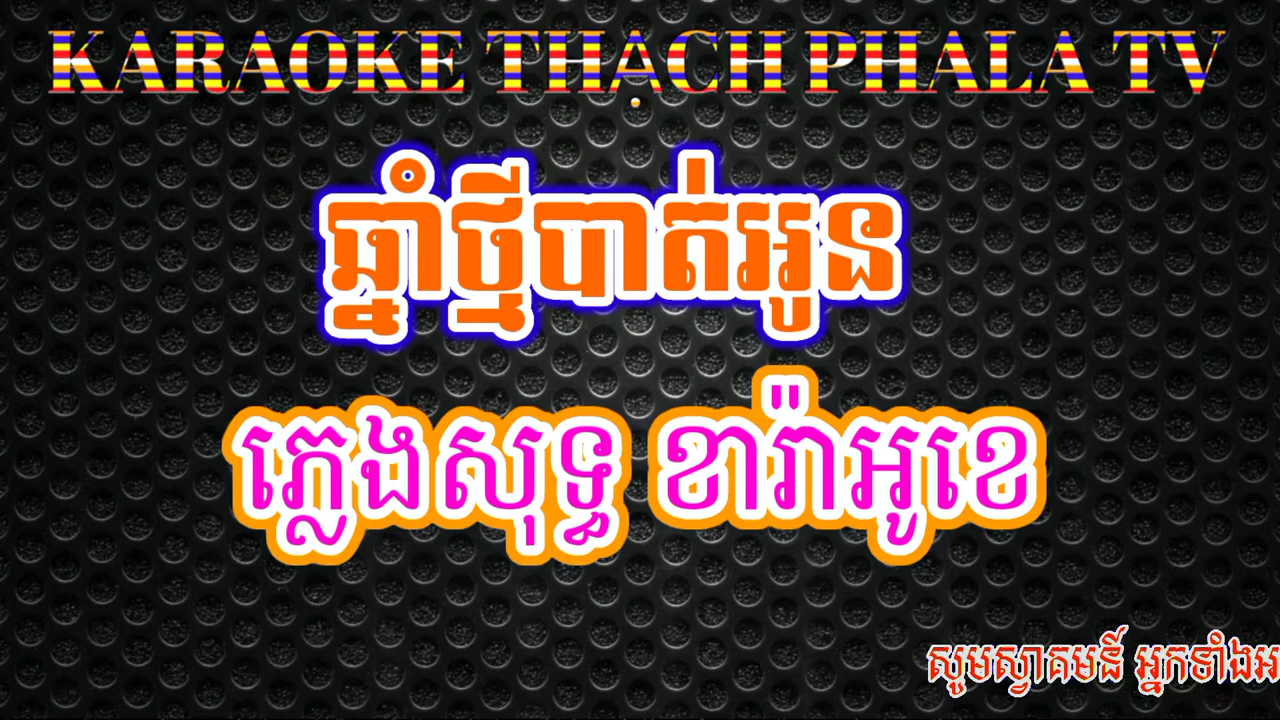 KARAOKE THẠCH PHALA TV
ឆ្នាំថ្មីបាត់អូន
ភ្លេងសុទ្ធ ខារ៉ាអូខេ
សូមស្វាគមន៍ អ្នកទាំងអ